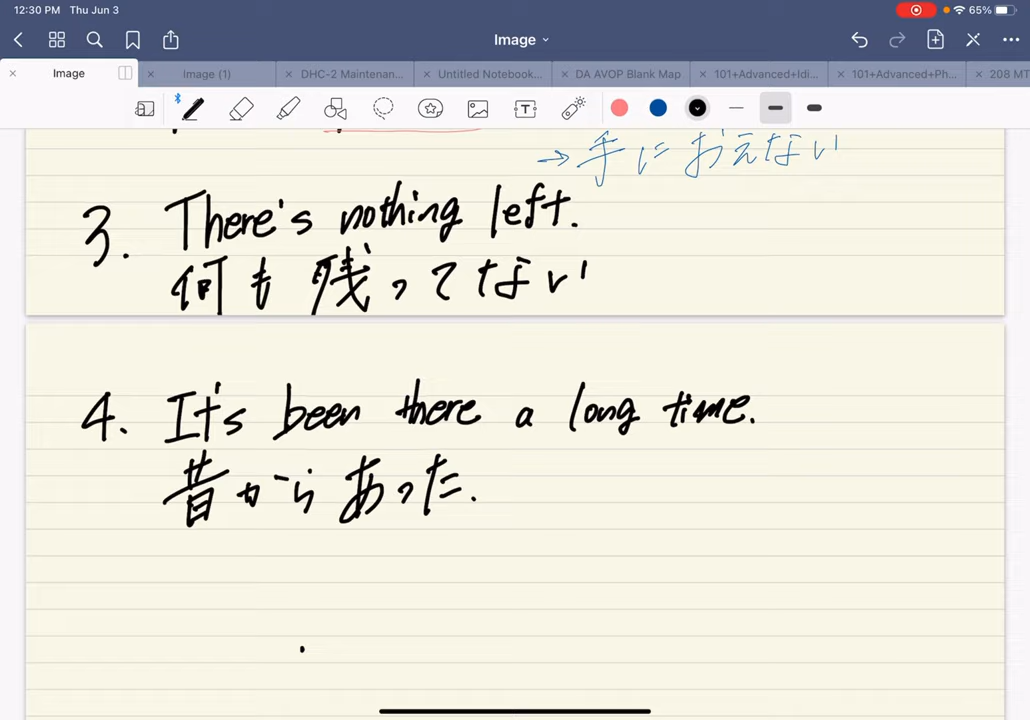 12:30 PM Thu Jun 3
65%
Image
Image
Image (1)
DHC-2 Maintenan...
Untitled Notebook...
DA AVOP Blank Map
101+Advanced+Idi...
101+Advanced+Ph...
208 MT
→ 手におえない
3. There's nothing left.
何も残ってない
4. It's been there a long time.
昔からあった.